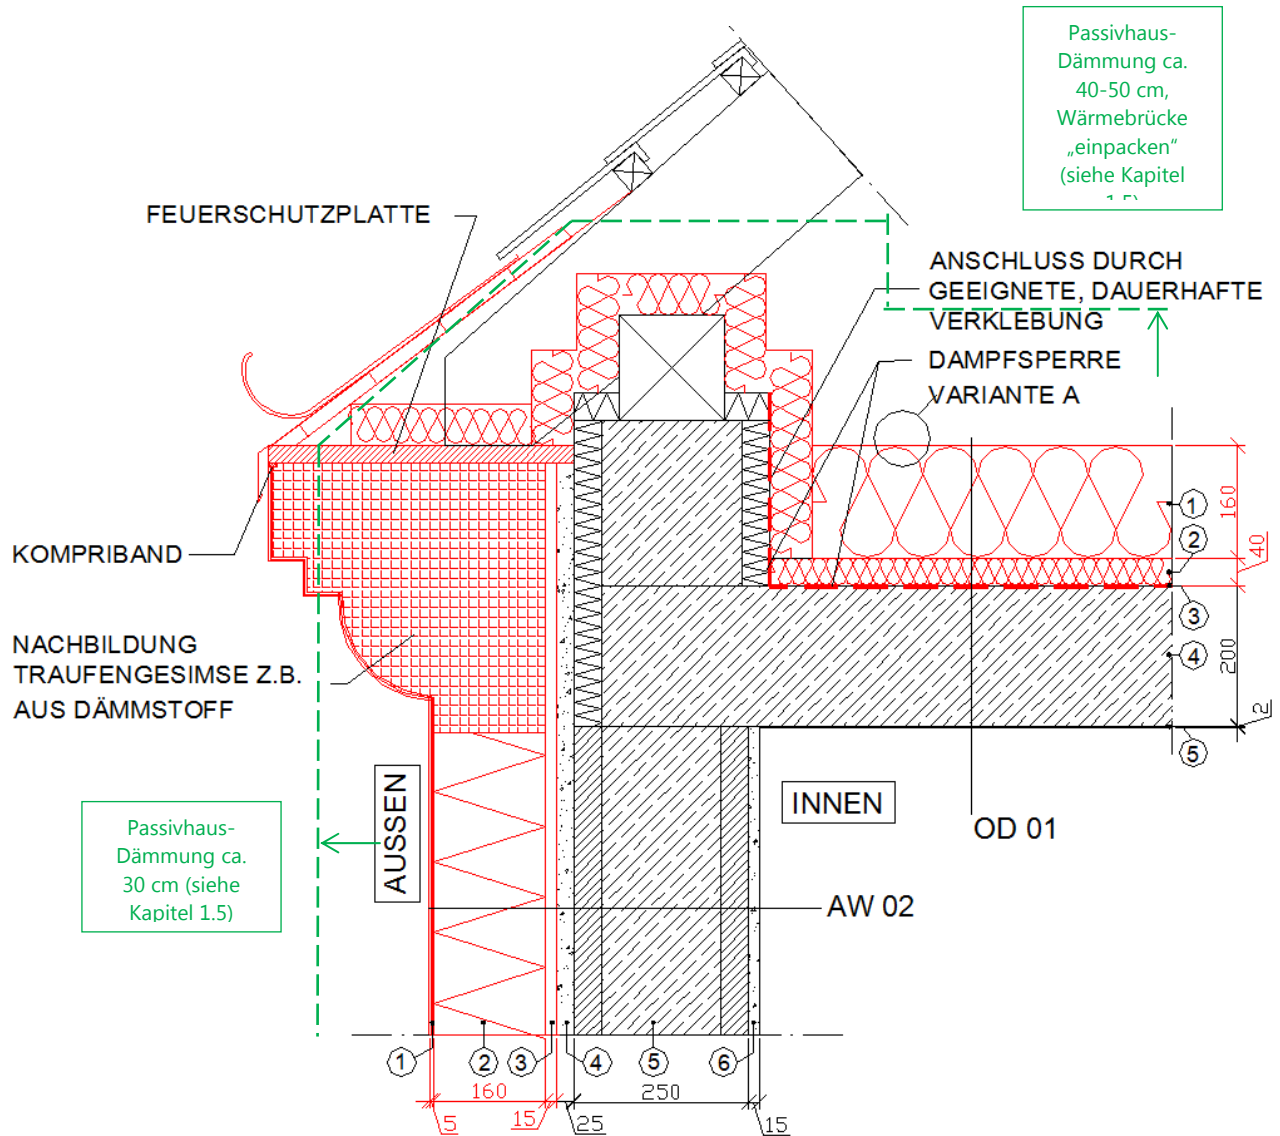 Passivhaus-
Dämmung ca.
40-50 cm,
Wärmebrücke
„einpacken“
(siehe Kapitel
1.5)
FEUERSCHUTZPLATTE
ANSCHLUSS DURCH
GEEIGNETE, DAUERHAFTE
VERKLEBUNG
DAMPFSPERRE
VARIANTE A
KOMPRIBAND
NACHBILDUNG
TRAUFENGESIMSE Z.B.
AUS DÄMMSTOFF
1
2
3
4
5
160
40
200
2
Passivhaus-
Dämmung ca.
30 cm (siehe
Kapitel 1.5)
AUSSEN
INNEN
OD 01
AW 02
1 2 3 4 5 6
5 160 15 25 250 15